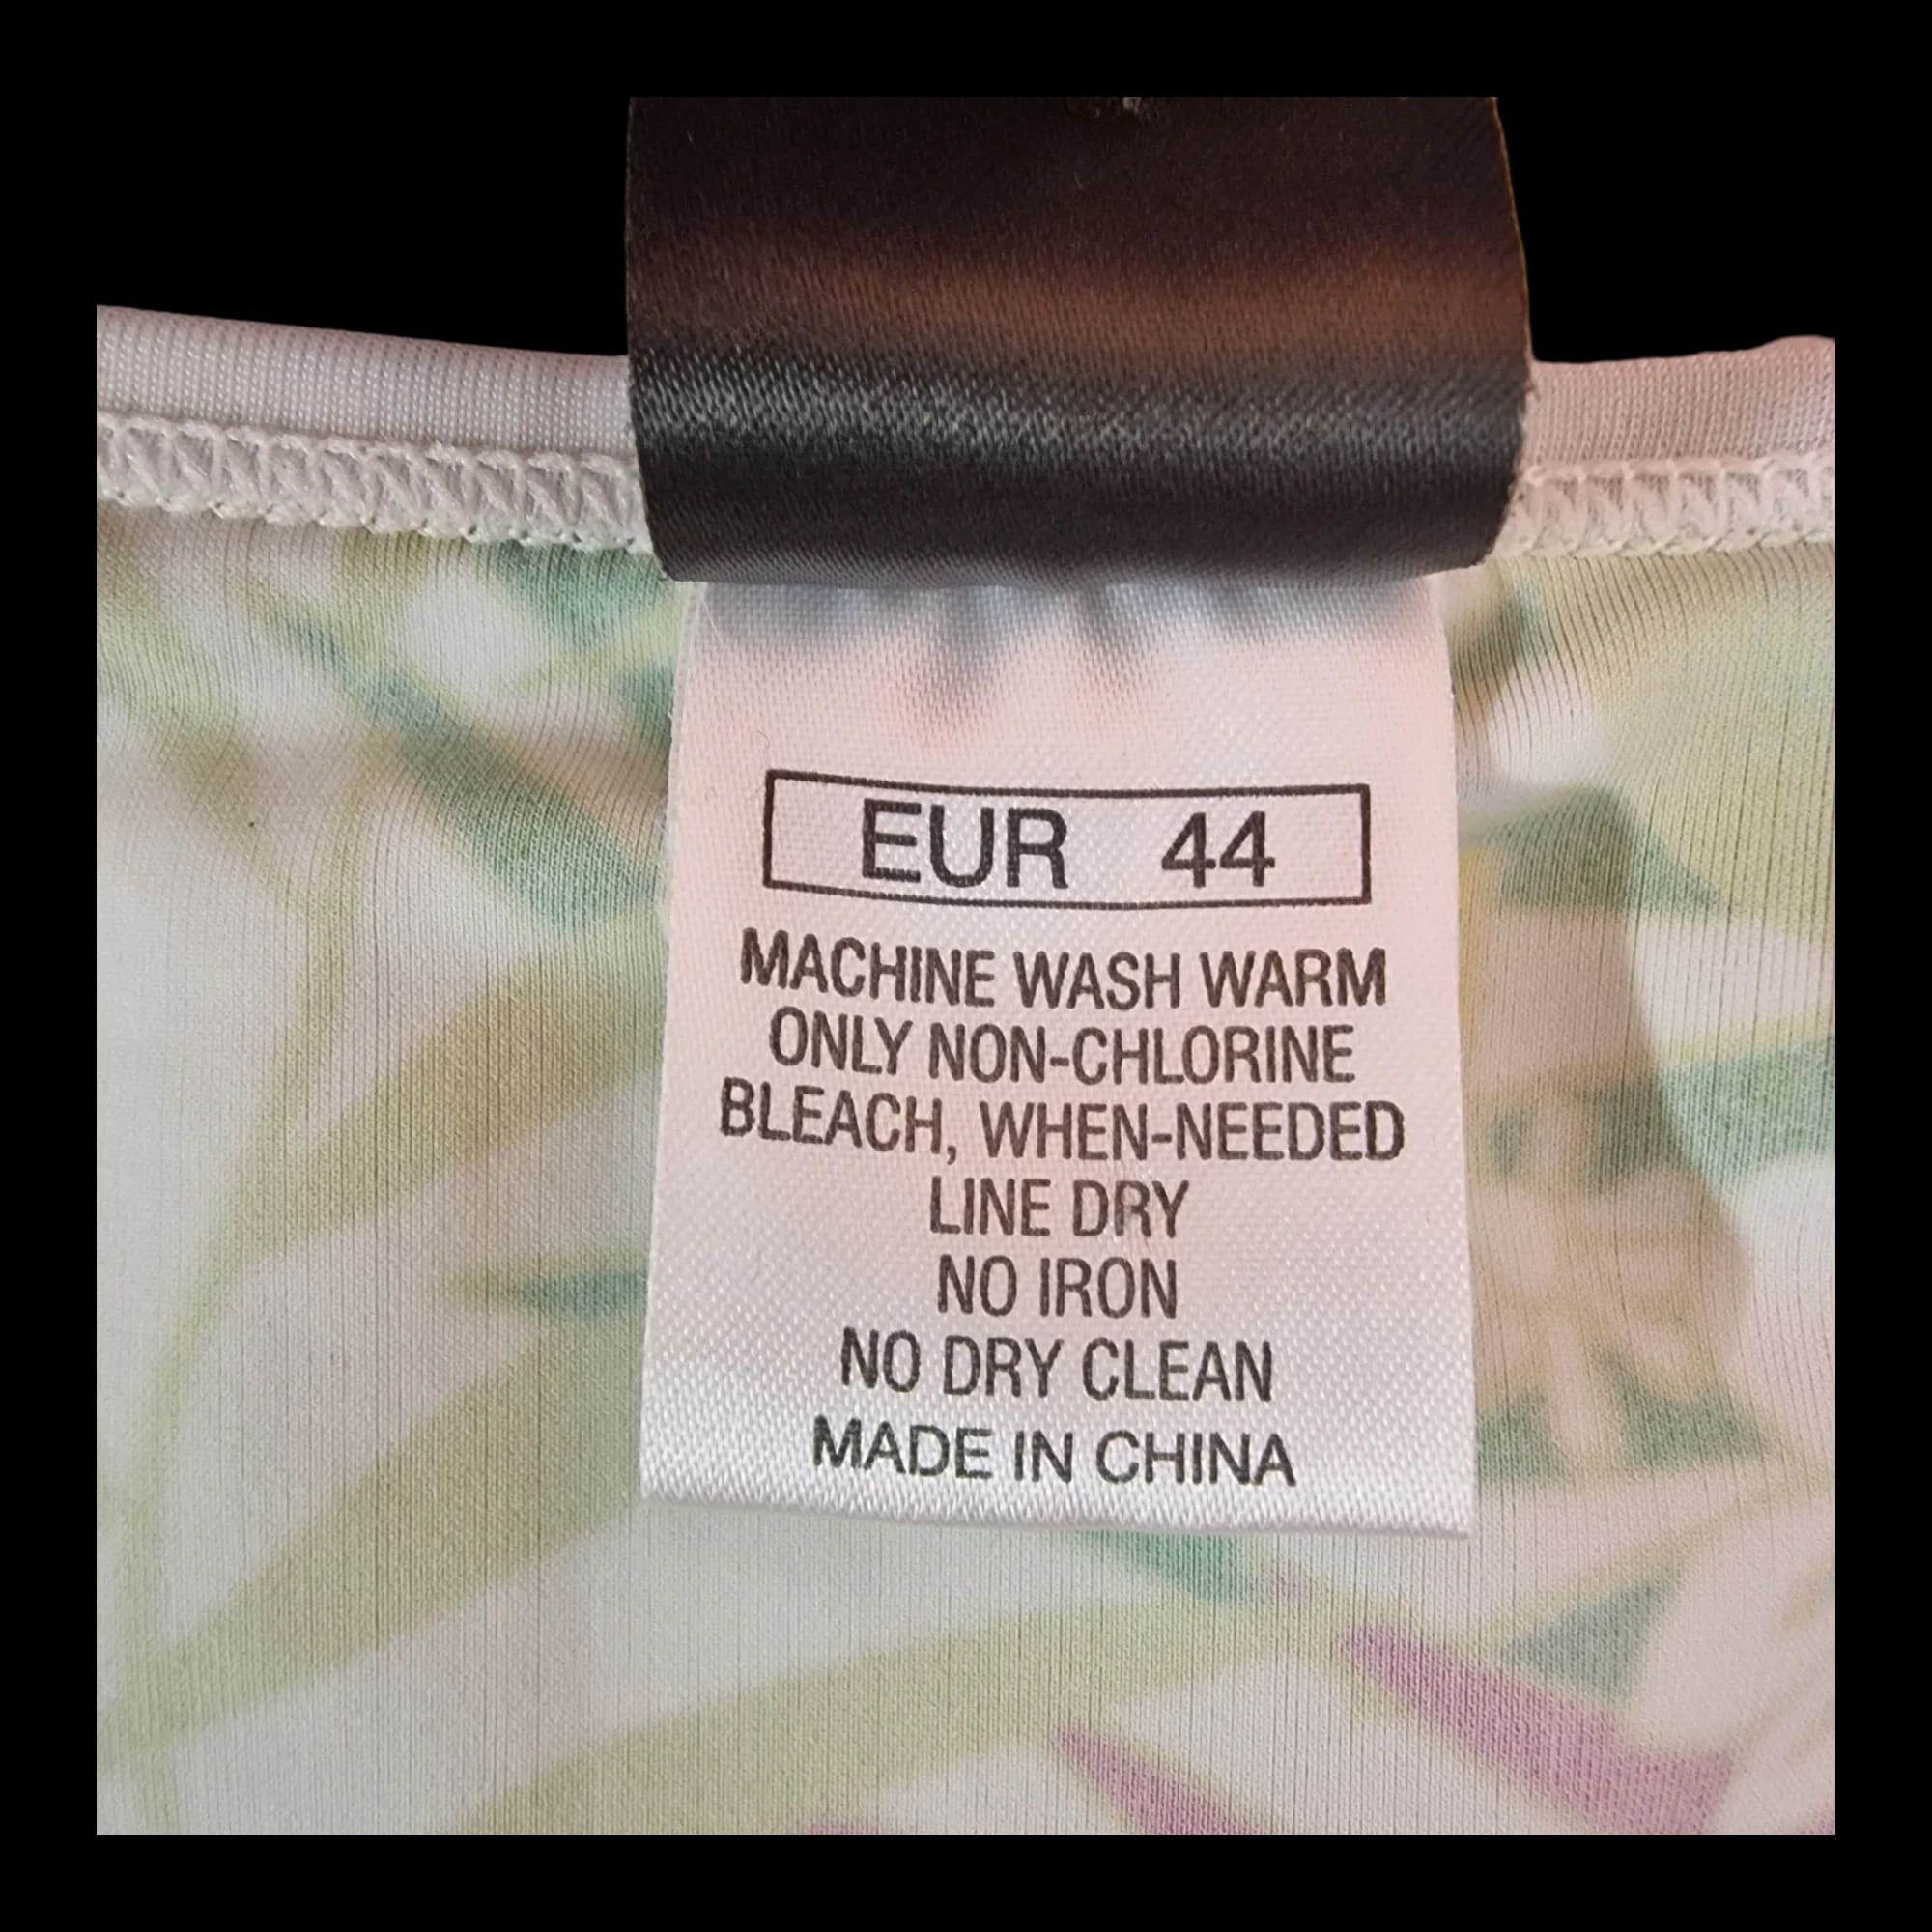 EUR 44
MACHINE WASH WARM
ONLY NON-CHLORINE
BLEACH, WHEN-NEEDED
LINE DRY
NO IRON
NO DRY CLEAN
MADE IN CHINA